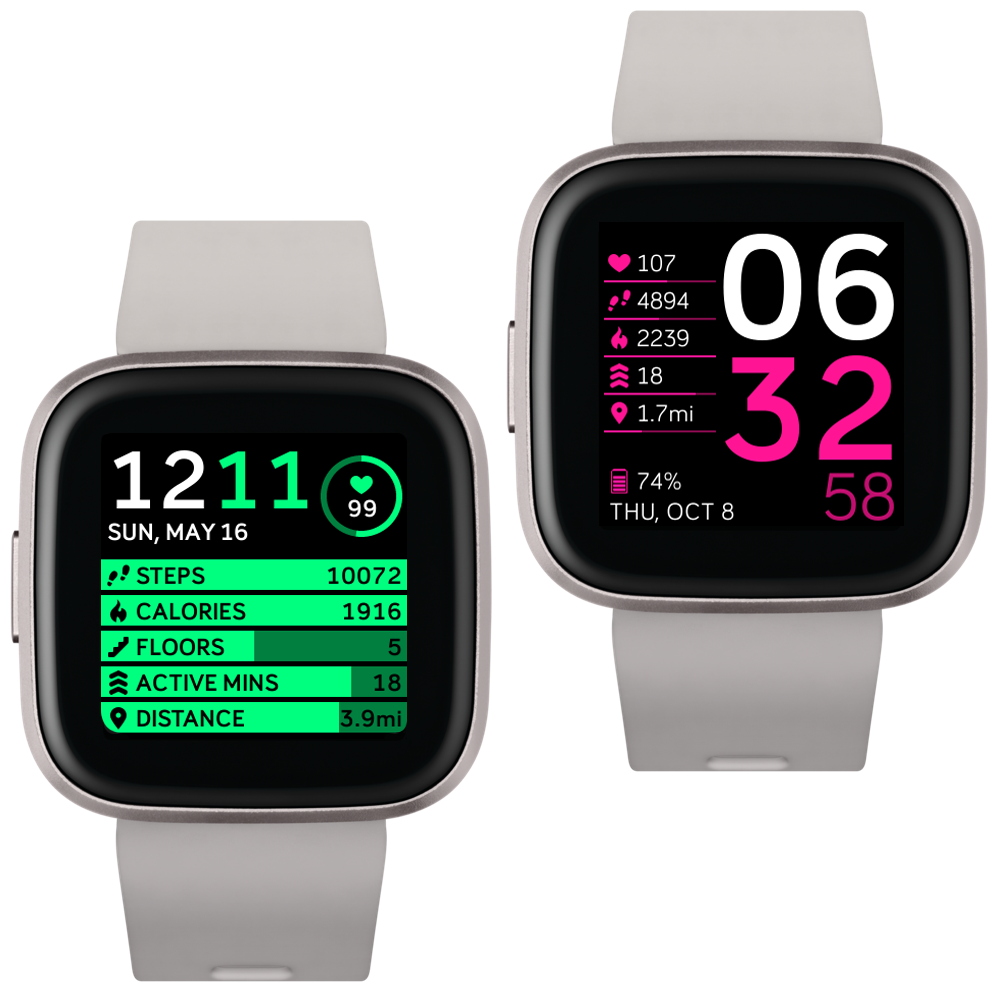 12 11
99
SUN, MAY 16
STEPS 10072
CALORIES 1916
FLOORS 5
ACTIVE MINS 18
DISTANCE 3.9mi
107
4894
2239
18
1.7mi
74%
THU, OCT 8
06
32
58